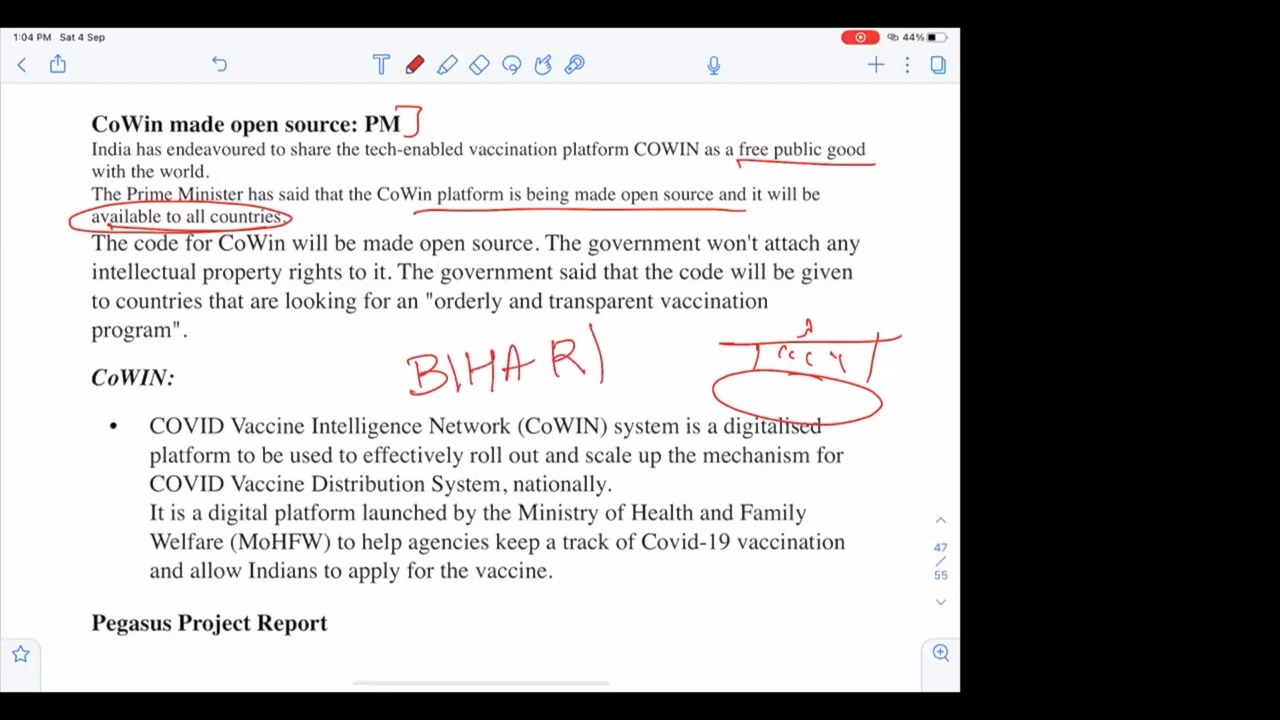 1:04 PM Sat 4 Sep
44%
CoWin made open source: PM
India has endeavoured to share the tech-enabled vaccination platform COWIN as a free public good
with the world.
The Prime Minister has said that the CoWin platform is being made open source and it will be
available to all countries.
The code for CoWin will be made open source. The government won't attach any
intellectual property rights to it. The government said that the code will be given
to countries that are looking for an "orderly and transparent vaccination
program".
BIHAR
CoWIN:
• COVID Vaccine Intelligence Network (CoWIN) system is a digitalised
platform to be used to effectively roll out and scale up the mechanism for
COVID Vaccine Distribution System, nationally.
It is a digital platform launched by the Ministry of Health and Family
Welfare (MoHFW) to help agencies keep a track of Covid-19 vaccination
and allow Indians to apply for the vaccine.
47
/
55
Pegasus Project Report